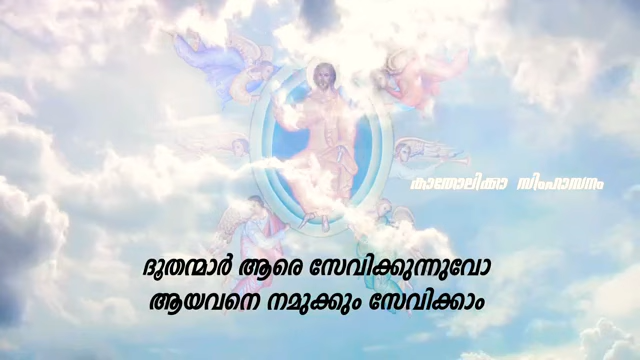 കാതോലിക്കാ സിംഹാസനം
ദൂതന്മാർ ആരെ സേവിക്കുന്നുവോ
ആയവനെ നമുക്കും സേവിക്കാം